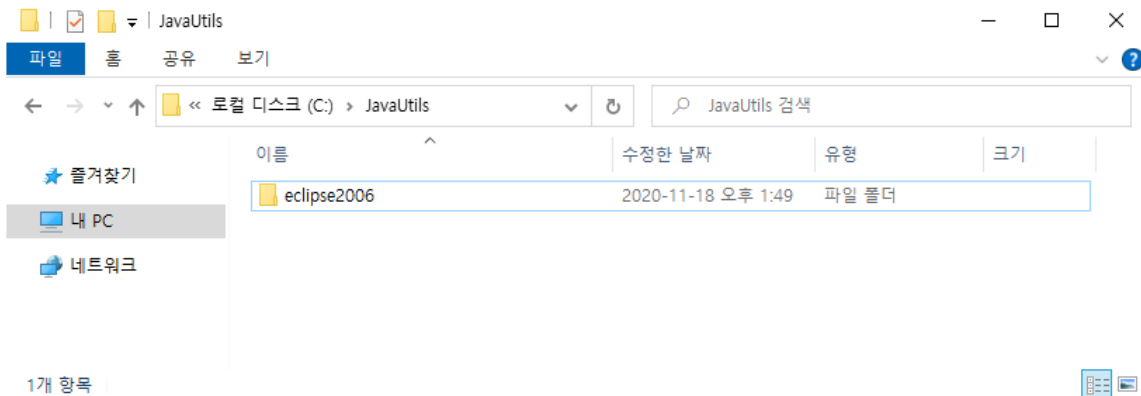 JavaUtils
파일 홈 공유 보기
« 로컬 디스크 (C:) › JavaUtils JavaUtils 검색
이름 수정한 날짜 유형 크기
즐겨찾기
eclipse2006 2020-11-18 오후 1:49 파일 폴더
내 PC
네트워크
1개 항목